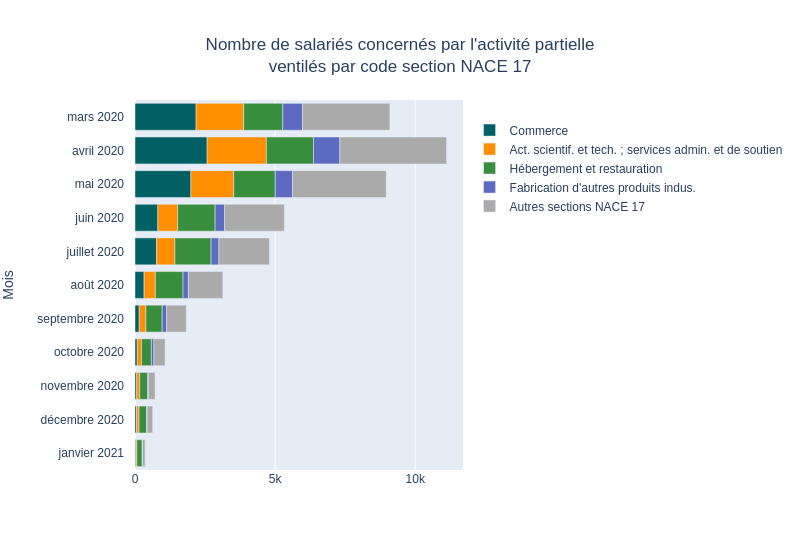 Nombre de salariés concernés par l'activité partielle
ventilés par code section NACE 17
mars 2020
avril 2020
mai 2020
juin 2020
juillet 2020
août 2020
septembre 2020
octobre 2020
novembre 2020
décembre 2020
janvier 2021
Mois
0
5k
10k
Commerce
Act. scientif. et tech. ; services admin. et de soutien
Hébergement et restauration
Fabrication d'autres produits indus.
Autres sections NACE 17